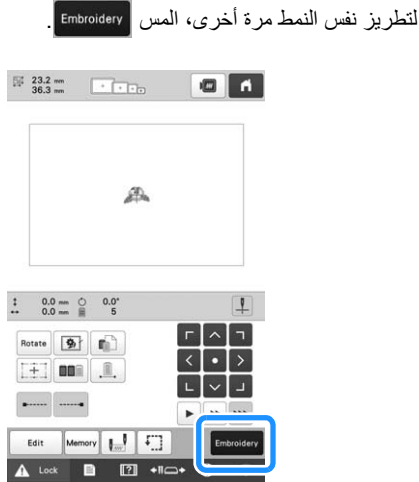 لتطريز نفس النمط مرة أخرى، المس Embroidery .
23.2 mm
36.3 mm
0.0 mm 0.0°
0.0 mm 5
Rotate
Edit Memory Embroidery
Lock